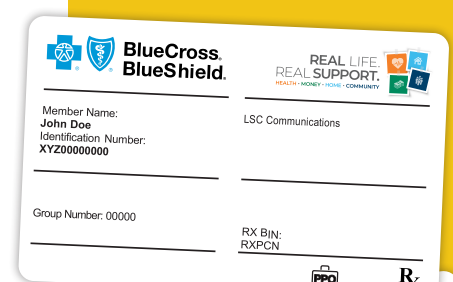 BlueCross.
BlueShield.
REAL LIFE.
REAL SUPPORT.
HEALTH • MONEY • HOME • COMMUNITY
Member Name:
John Doe
Identification Number:
XYZ00000000
LSC Communications
Group Number: 00000
RX BIN:
RXPCN
PPO
Rx